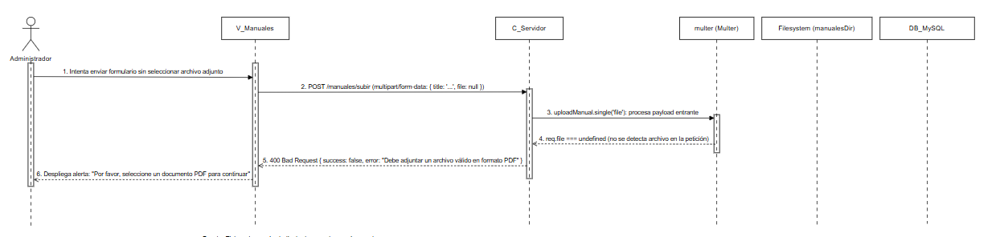 V_Manuales
C_Servidor
multer (Multer)
Filesystem (manualesDir)
DB_MySQL
Administrador
1. Intenta enviar formulario sin seleccionar archivo adjunto
2. POST /manuales/subir (multipart/form-data: { title: '...', file: null })
3. uploadManual.single('file'): procesa payload entrante
4. req.file === undefined (no se detecta archivo en la petición)
5. 400 Bad Request { success: false, error: "Debe adjuntar un archivo válido en formato PDF" }
6. Despliega alerta: "Por favor, seleccione un documento PDF para continuar"